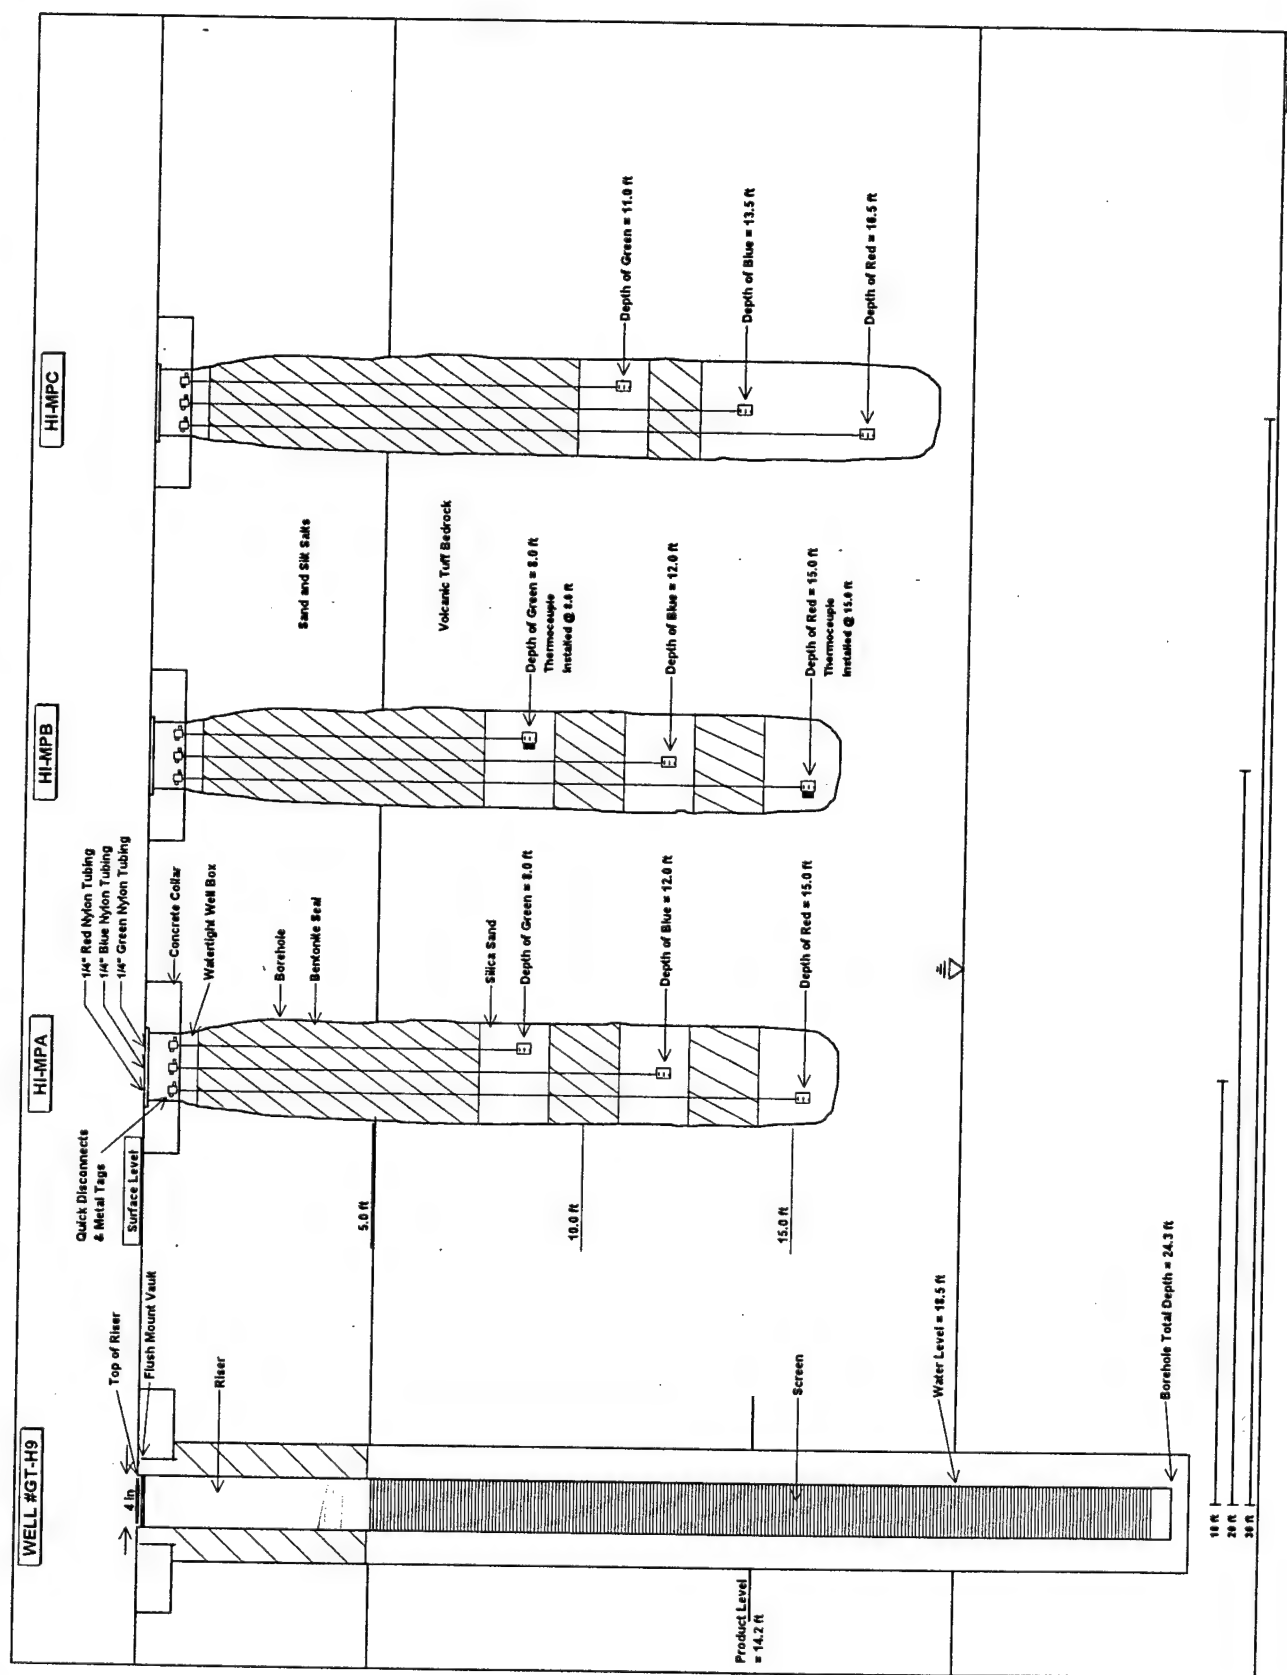 WELL #GT-H9
HI-MPA
HI-MPB
HI-MPC
Top of Riser
Flush Mount Vault
4 in
Riser
Screen
Water Level = 18.5 ft
Borehole Total Depth = 24.3 ft
Product Level
= 14.2 ft
Quick Disconnects
& Metal Tags
Surface Level
5.0 ft
10.0 ft
15.0 ft
1/4" Red Nylon Tubing
1/4" Blue Nylon Tubing
1/4" Green Nylon Tubing
Concrete Collar
Watertight Well Box
Borehole
Bentonite Seal
Silica Sand
Depth of Green = 8.0 ft
Depth of Blue = 12.0 ft
Depth of Red = 15.0 ft
Sand and Silt Salts
Volcanic Tuff Bedrock
Depth of Green = 8.0 ft
Thermocouple
Installed @ 8.0 ft
Depth of Blue = 12.0 ft
Depth of Red = 15.0 ft
Thermocouple
Installed @ 15.0 ft
Depth of Green = 11.0 ft
Depth of Blue = 13.5 ft
Depth of Red = 16.5 ft
10 ft
20 ft
30 ft